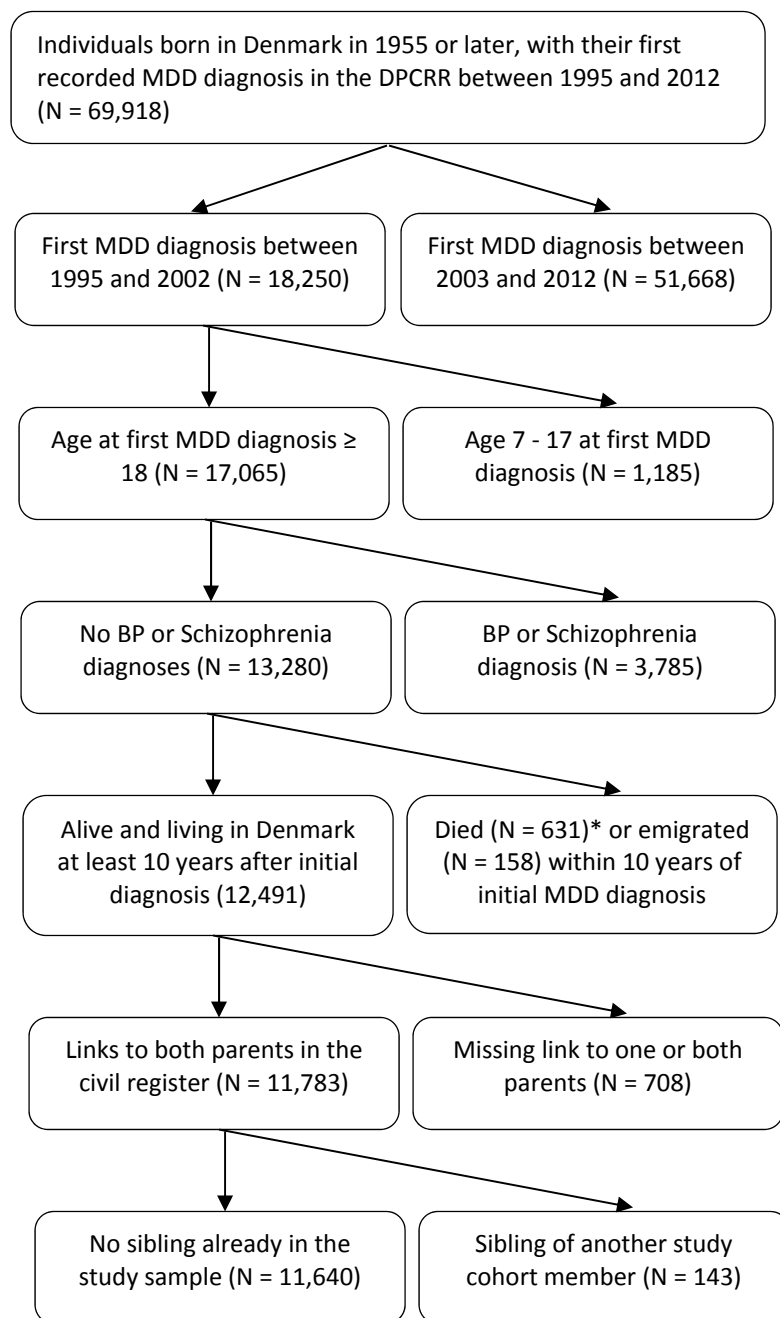 Individuals born in Denmark in 1955 or later, with their first
recorded MDD diagnosis in the DPCRR between 1995 and 2012
(N = 69,918)
First MDD diagnosis between
1995 and 2002 (N = 18,250)
First MDD diagnosis between
2003 and 2012 (N = 51,668)
Age at first MDD diagnosis ≥
18 (N = 17,065)
Age 7 - 17 at first MDD
diagnosis (N = 1,185)
No BP or Schizophrenia
diagnoses (N = 13,280)
BP or Schizophrenia
diagnosis (N = 3,785)
Alive and living in Denmark
at least 10 years after initial
diagnosis (12,491)
Died (N = 631)* or emigrated
(N = 158) within 10 years of
initial MDD diagnosis
Links to both parents in the
civil register (N = 11,783)
Missing link to one or both
parents (N = 708)
No sibling already in the
study sample (N = 11,640)
Sibling of another study
cohort member (N = 143)